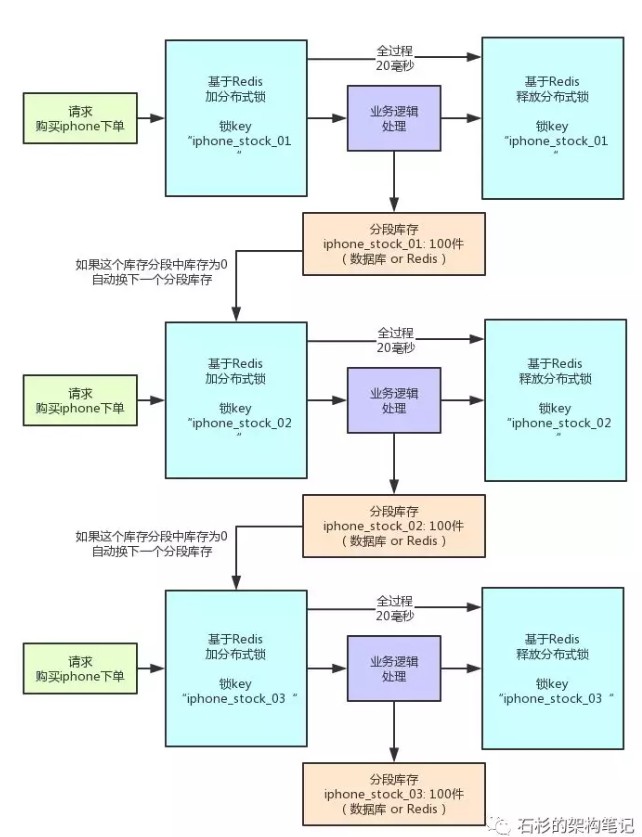 请求
购买iphone下单
基于Redis
加分布式锁
锁key
“iphone_stock_01
”
全过程
20毫秒
业务逻辑
处理
基于Redis
释放分布式锁
锁key
“iphone_stock_01
”
分段库存
iphone_stock_01: 100件
（数据库 or Redis）
如果这个库存分段中库存为0
自动换下一个分段库存
请求
购买iphone下单
基于Redis
加分布式锁
锁key
“iphone_stock_02
”
全过程
20毫秒
业务逻辑
处理
基于Redis
释放分布式锁
锁key
“iphone_stock_02
”
分段库存
iphone_stock_02: 100件
（数据库 or Redis）
如果这个库存分段中库存为0
自动换下一个分段库存
请求
购买iphone下单
基于Redis
加分布式锁
锁key
“iphone_stock_03 ”
全过程
20毫秒
业务逻辑
处理
基于Redis
释放分布式锁
锁key
“iphone_stock_03 ”
分段库存
iphone_stock_03: 100件
（数据库 or Redis）
石杉的架构笔记